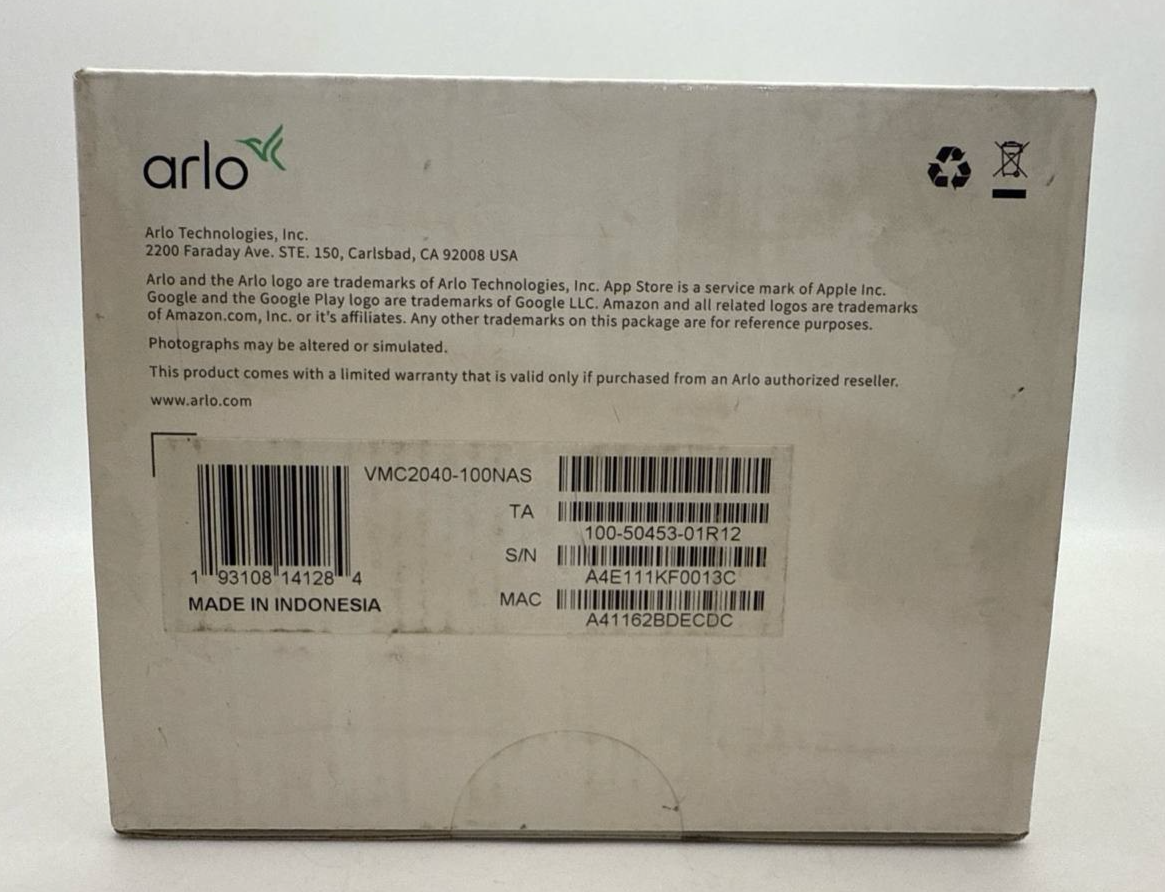 arlo
Arlo Technologies, Inc.
2200 Faraday Ave. STE. 150, Carlsbad, CA 92008 USA
Arlo and the Arlo logo are trademarks of Arlo Technologies, Inc. App Store is a service mark of Apple Inc.
Google and the Google Play logo are trademarks of Google LLC. Amazon and all related logos are trademarks
of Amazon.com, Inc. or it's affiliates. Any other trademarks on this package are for reference purposes.
Photographs may be altered or simulated.
This product comes with a limited warranty that is valid only if purchased from an Arlo authorized reseller.
www.arlo.com
VMC2040-100NAS
TA
100-50453-01R12
S/N
A4E111KF0013C
1 93108 14128 4
MADE IN INDONESIA
MAC
A41162BDECDC